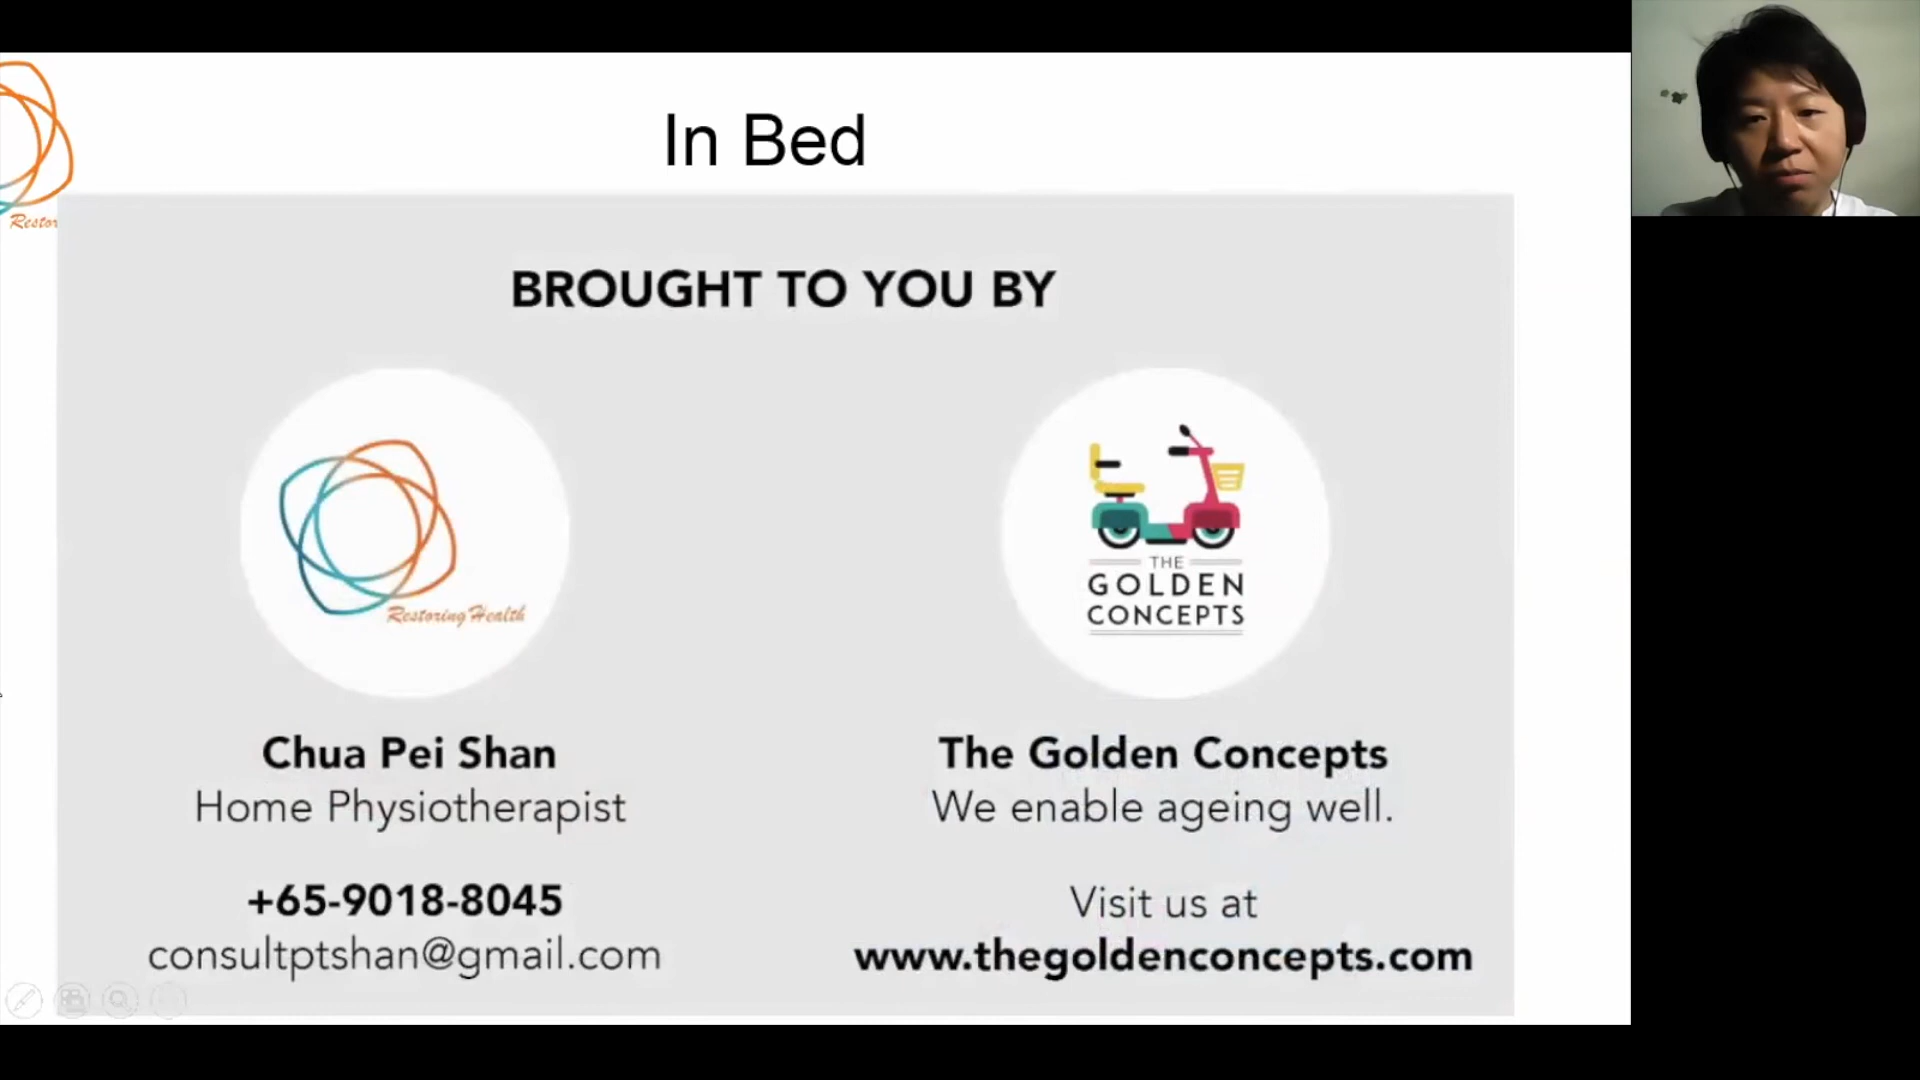 In Bed
Restor
BROUGHT TO YOU BY
Restoring Health
THE
GOLDEN
CONCEPTS
Chua Pei Shan
Home Physiotherapist
+65-9018-8045
consultptshan@gmail.com
The Golden Concepts
We enable ageing well.
Visit us at
www.thegoldenconcepts.com